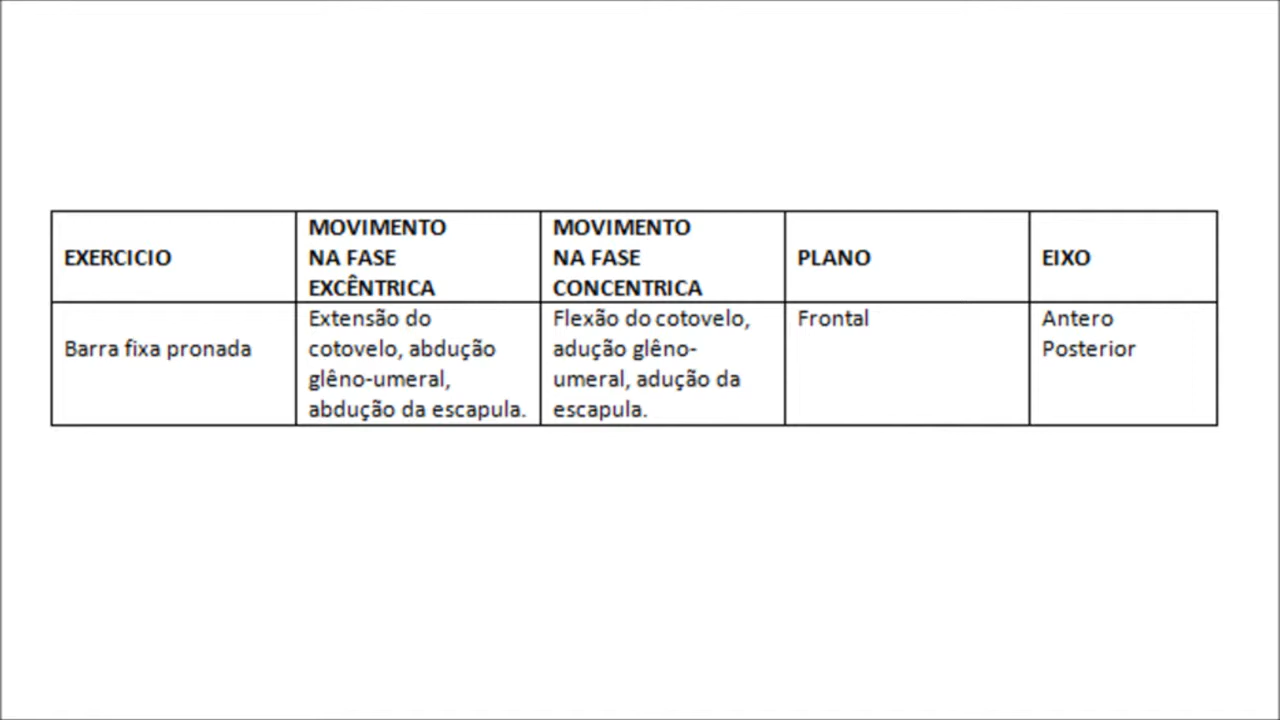 EXERCICIO
MOVIMENTO
NA FASE
EXCÊNTRICA
MOVIMENTO
NA FASE
CONCENTRICA
PLANO
EIXO
Barra fixa pronada
Extensão do
cotovelo, abdução
glêno-umeral,
abdução da escapula.
Flexão do cotovelo,
adução glêno-
umeral, adução da
escapula.
Frontal
Antero
Posterior